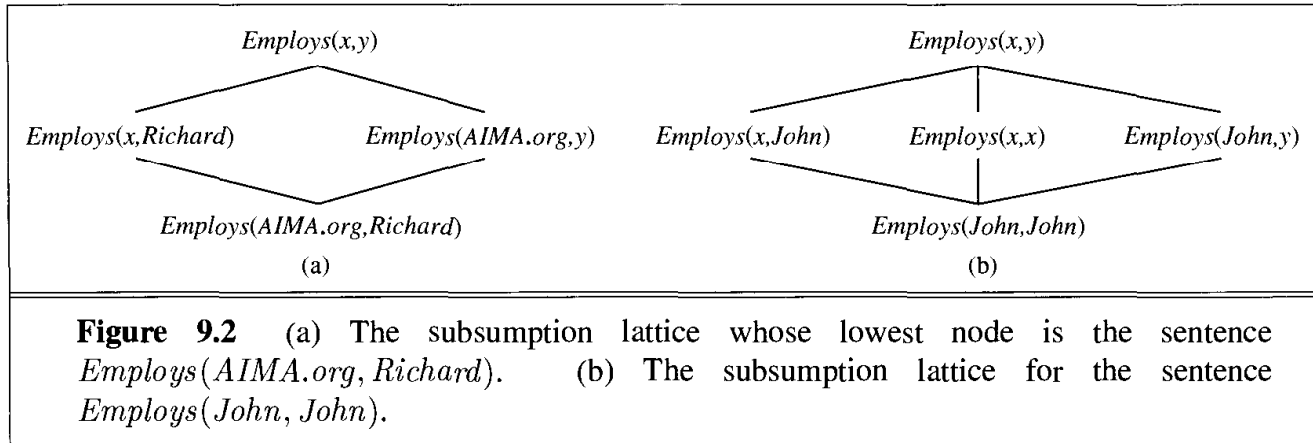 Employs(x,y)
Employs(x,Richard) Employs(AIMA.org,y)
Employs(AIMA.org,Richard)
(a)
Employs(x,y)
Employs(x,John) Employs(x,x) Employs(John,y)
Employs(John,John)
(b)
Figure 9.2 (a) The subsumption lattice whose lowest node is the sentence
Employs(AIMA.org, Richard). (b) The subsumption lattice for the sentence
Employs(John, John).